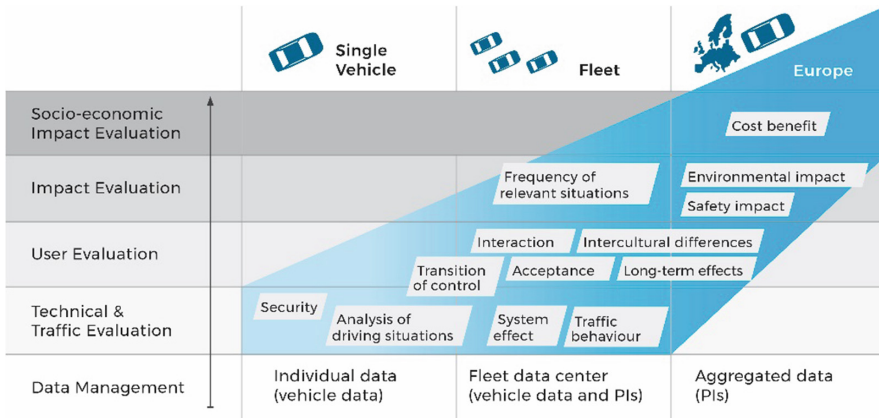 Single
Vehicle
Fleet
Europe
Socio-economic
Impact Evaluation
Cost benefit
Impact Evaluation
Frequency of
relevant situations
Environmental impact
Safety impact
User Evaluation
Interaction
Intercultural differences
Transition
of control
Acceptance
Long-term effects
Technical &
Traffic Evaluation
Security
Analysis of
driving situations
System
effect
Traffic
behaviour
Data Management
Individual data
(vehicle data)
Fleet data center
(vehicle data and PIs)
Aggregated data
(PIs)